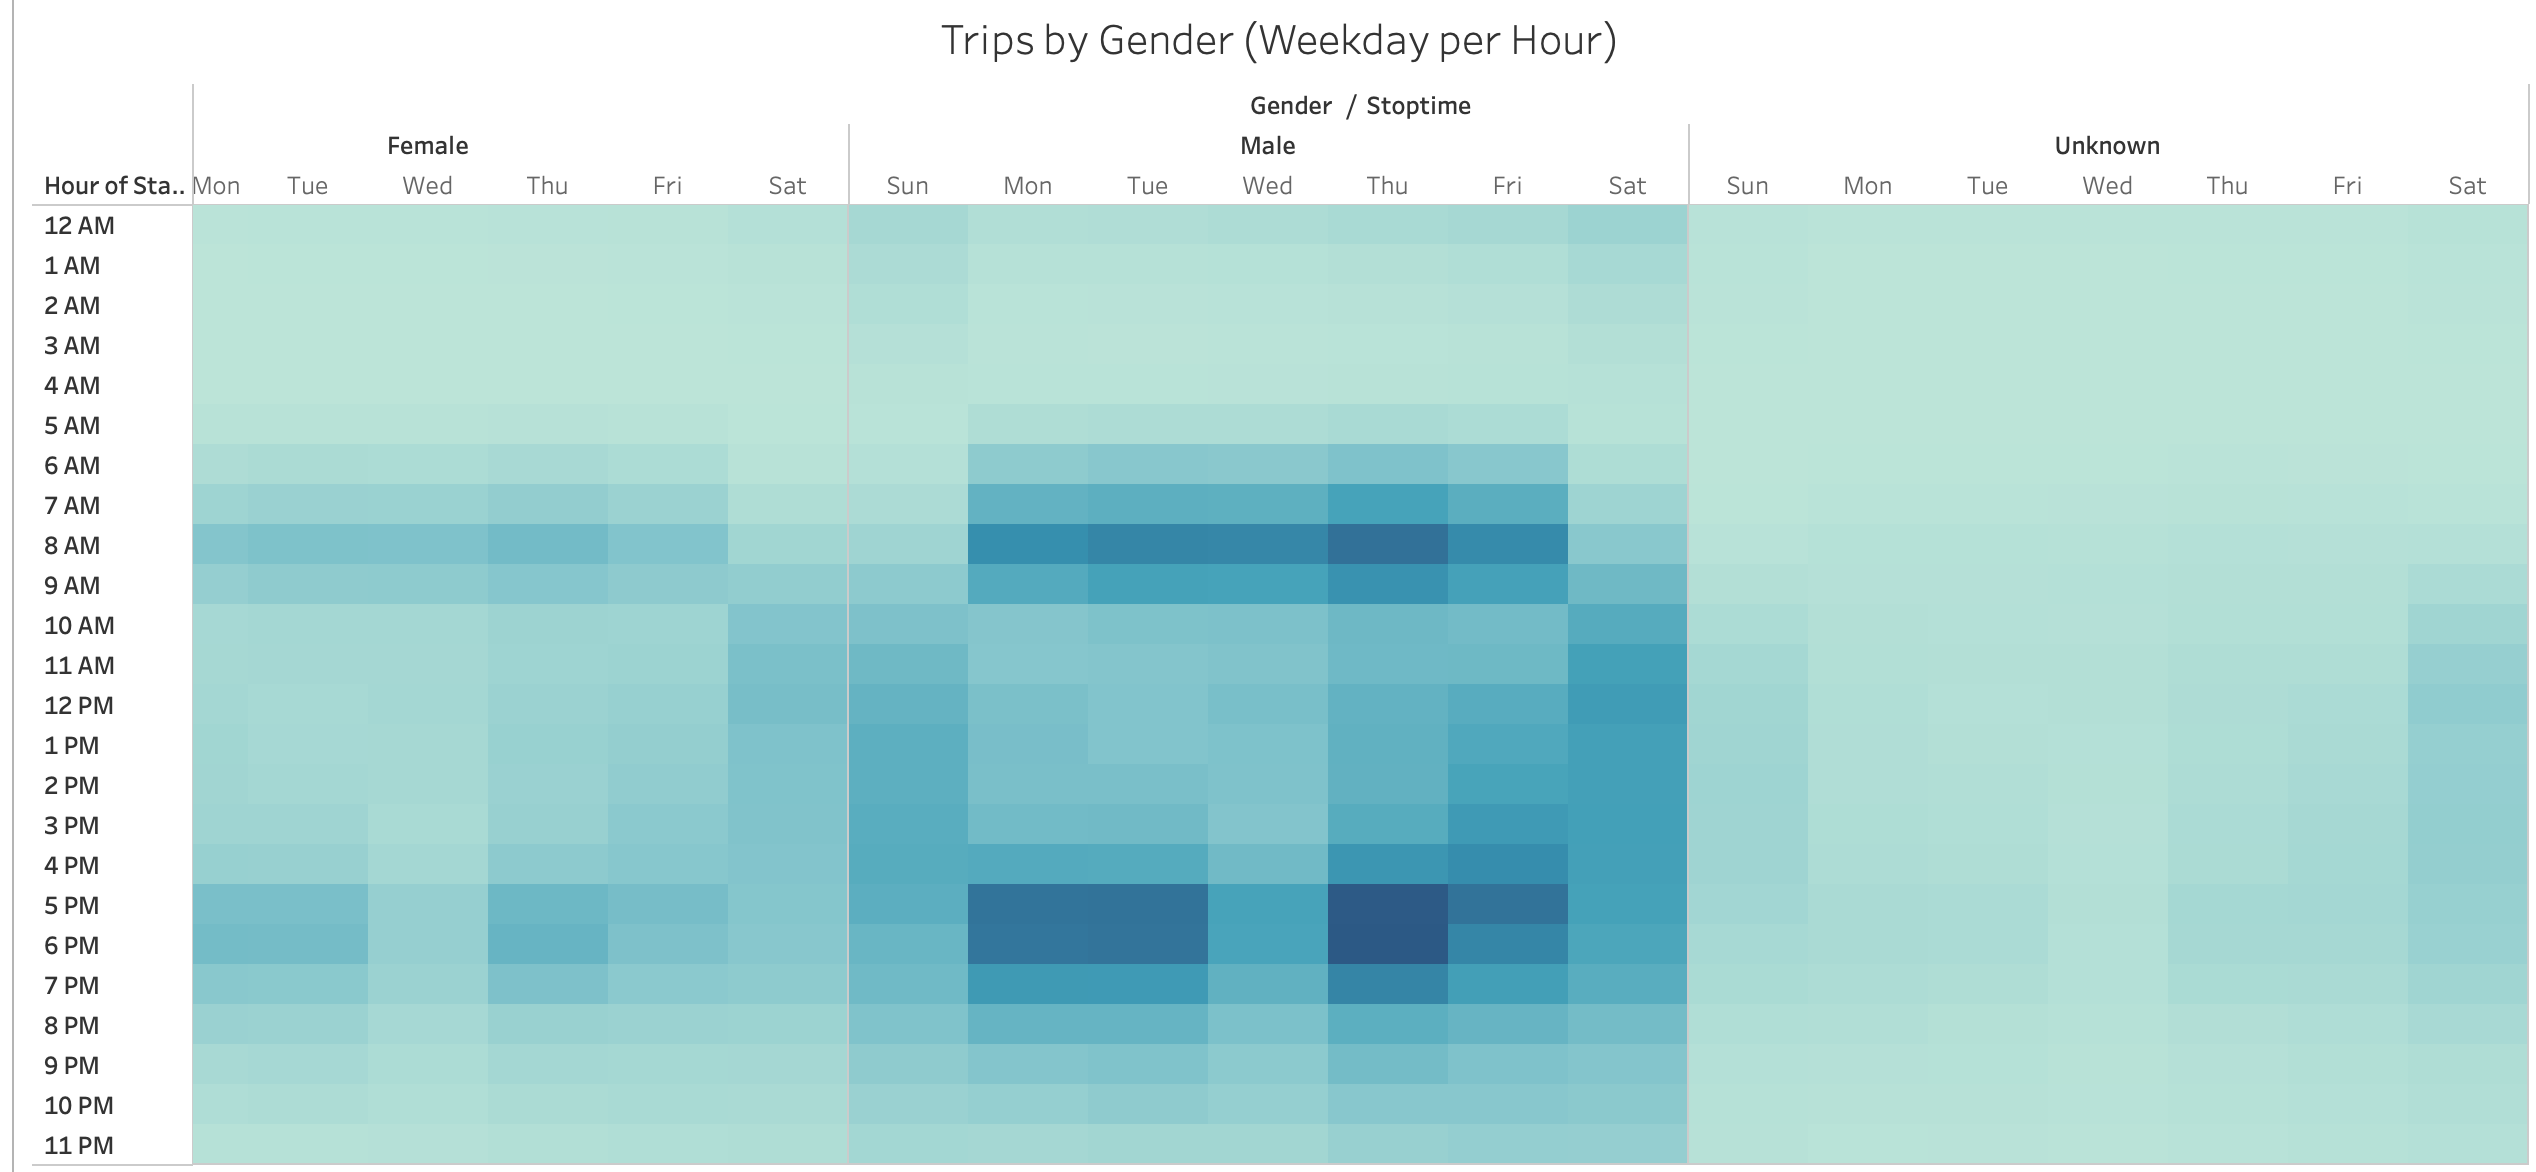 Trips by Gender (Weekday per Hour)
Gender / Stoptime
Female Male Unknown
Hour of Sta.. Mon Tue Wed Thu Fri Sat Sun Mon Tue Wed Thu Fri Sat Sun Mon Tue Wed Thu Fri Sat
12 AM
1 AM
2 AM
3 AM
4 AM
5 AM
6 AM
7 AM
8 AM
9 AM
10 AM
11 AM
12 PM
1 PM
2 PM
3 PM
4 PM
5 PM
6 PM
7 PM
8 PM
9 PM
10 PM
11 PM